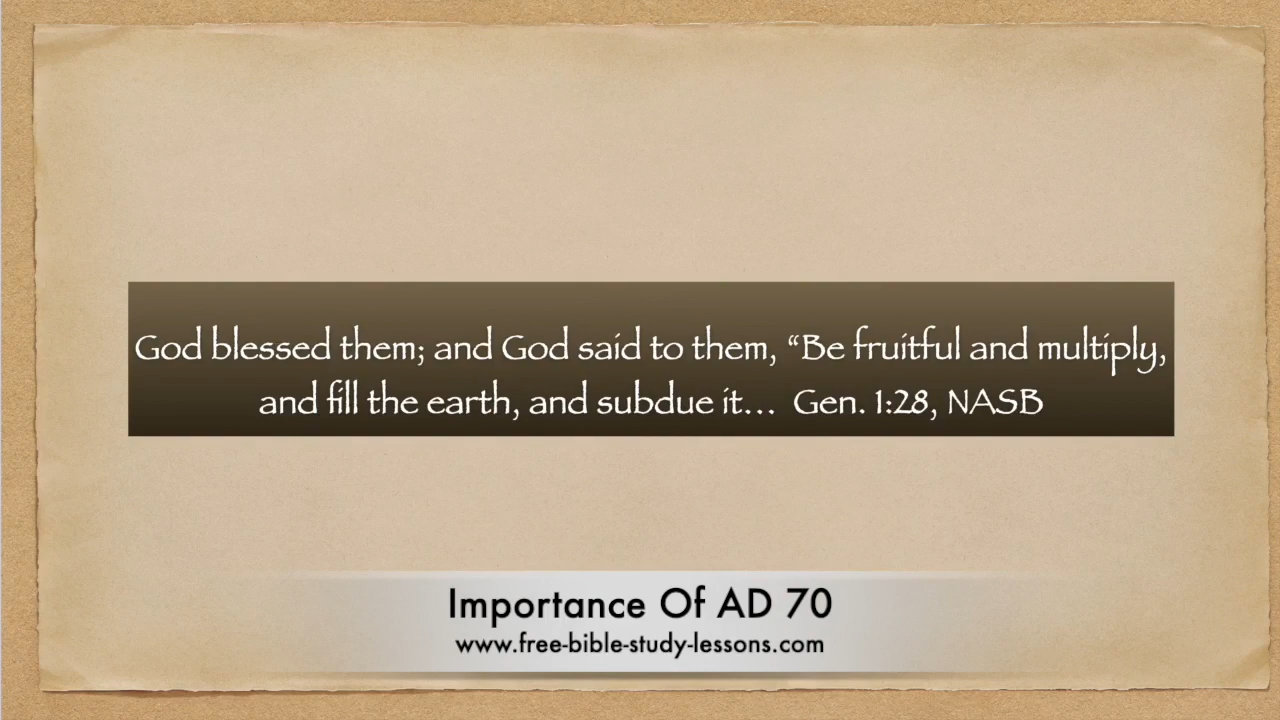 God blessed them; and God said to them, “Be fruitful and multiply,
and fill the earth, and subdue it...  Gen. 1:28, NASB
Importance Of AD 70
www.free-bible-study-lessons.com